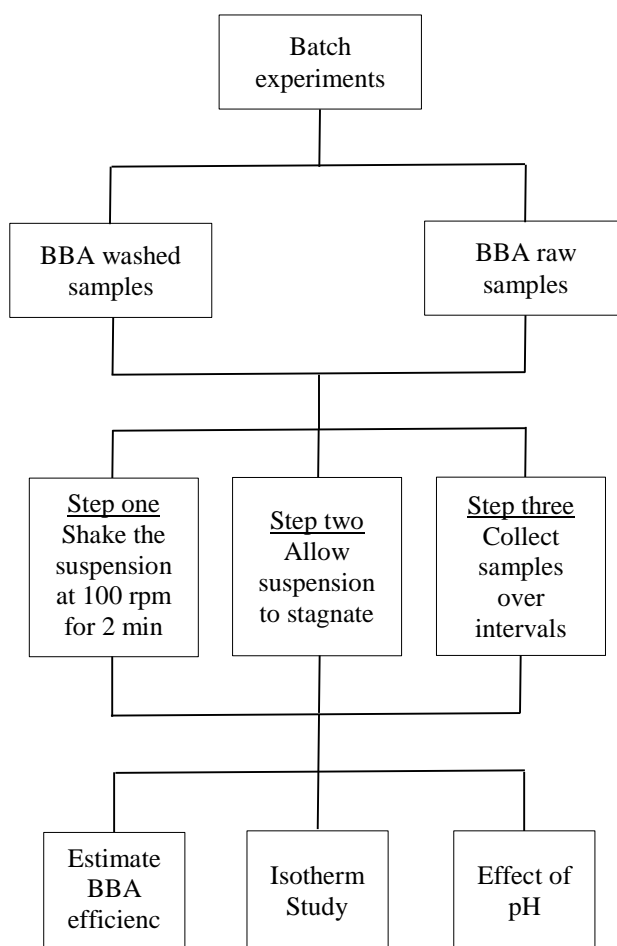 Batch
experiments
BBA washed
samples
BBA raw
samples
Step one
Shake the
suspension
at 100 rpm
for 2 min
Step two
Allow
suspension
to stagnate
Step three
Collect
samples
over
intervals
Estimate
BBA
efficienc
Isotherm
Study
Effect of
pH